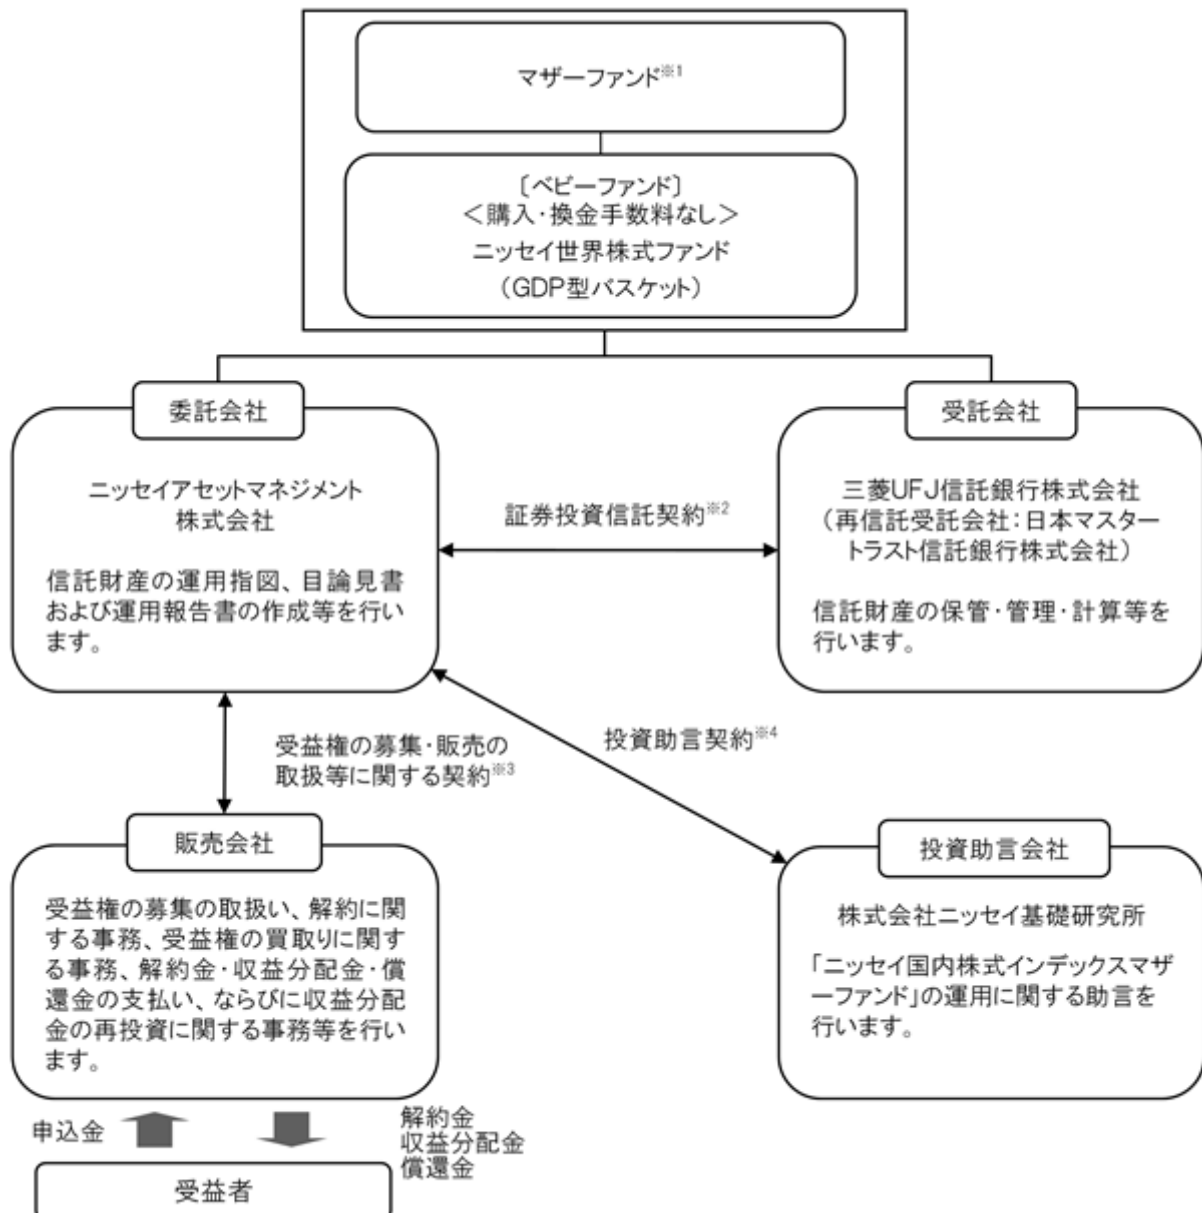 マザーファンド※1
〔ベビーファンド〕
＜購入・換金手数料なし＞
ニッセイ世界株式ファンド
（GDP型バスケット）
委託会社
ニッセイアセットマネジメント
株式会社
信託財産の運用指図、目論見書
および運用報告書の作成等を行い
ます。
証券投資信託契約※2
受託会社
三菱UFJ信託銀行株式会社
（再信託受託会社：日本マスター
トラスト信託銀行株式会社）
信託財産の保管・管理・計算等を
行います。
受益権の募集・販売の
取扱等に関する契約※3
投資助言契約※4
販売会社
受益権の募集の取扱い、解約に関
する事務、受益権の買取りに関す
る事務、解約金・収益分配金・償
還金の支払い、ならびに収益分配
金の再投資に関する事務等を行い
ます。
投資助言会社
株式会社ニッセイ基礎研究所
「ニッセイ国内株式インデックスマザ
ーファンド」の運用に関する助言を
行います。
申込金
解約金
収益分配金
償還金
受益者